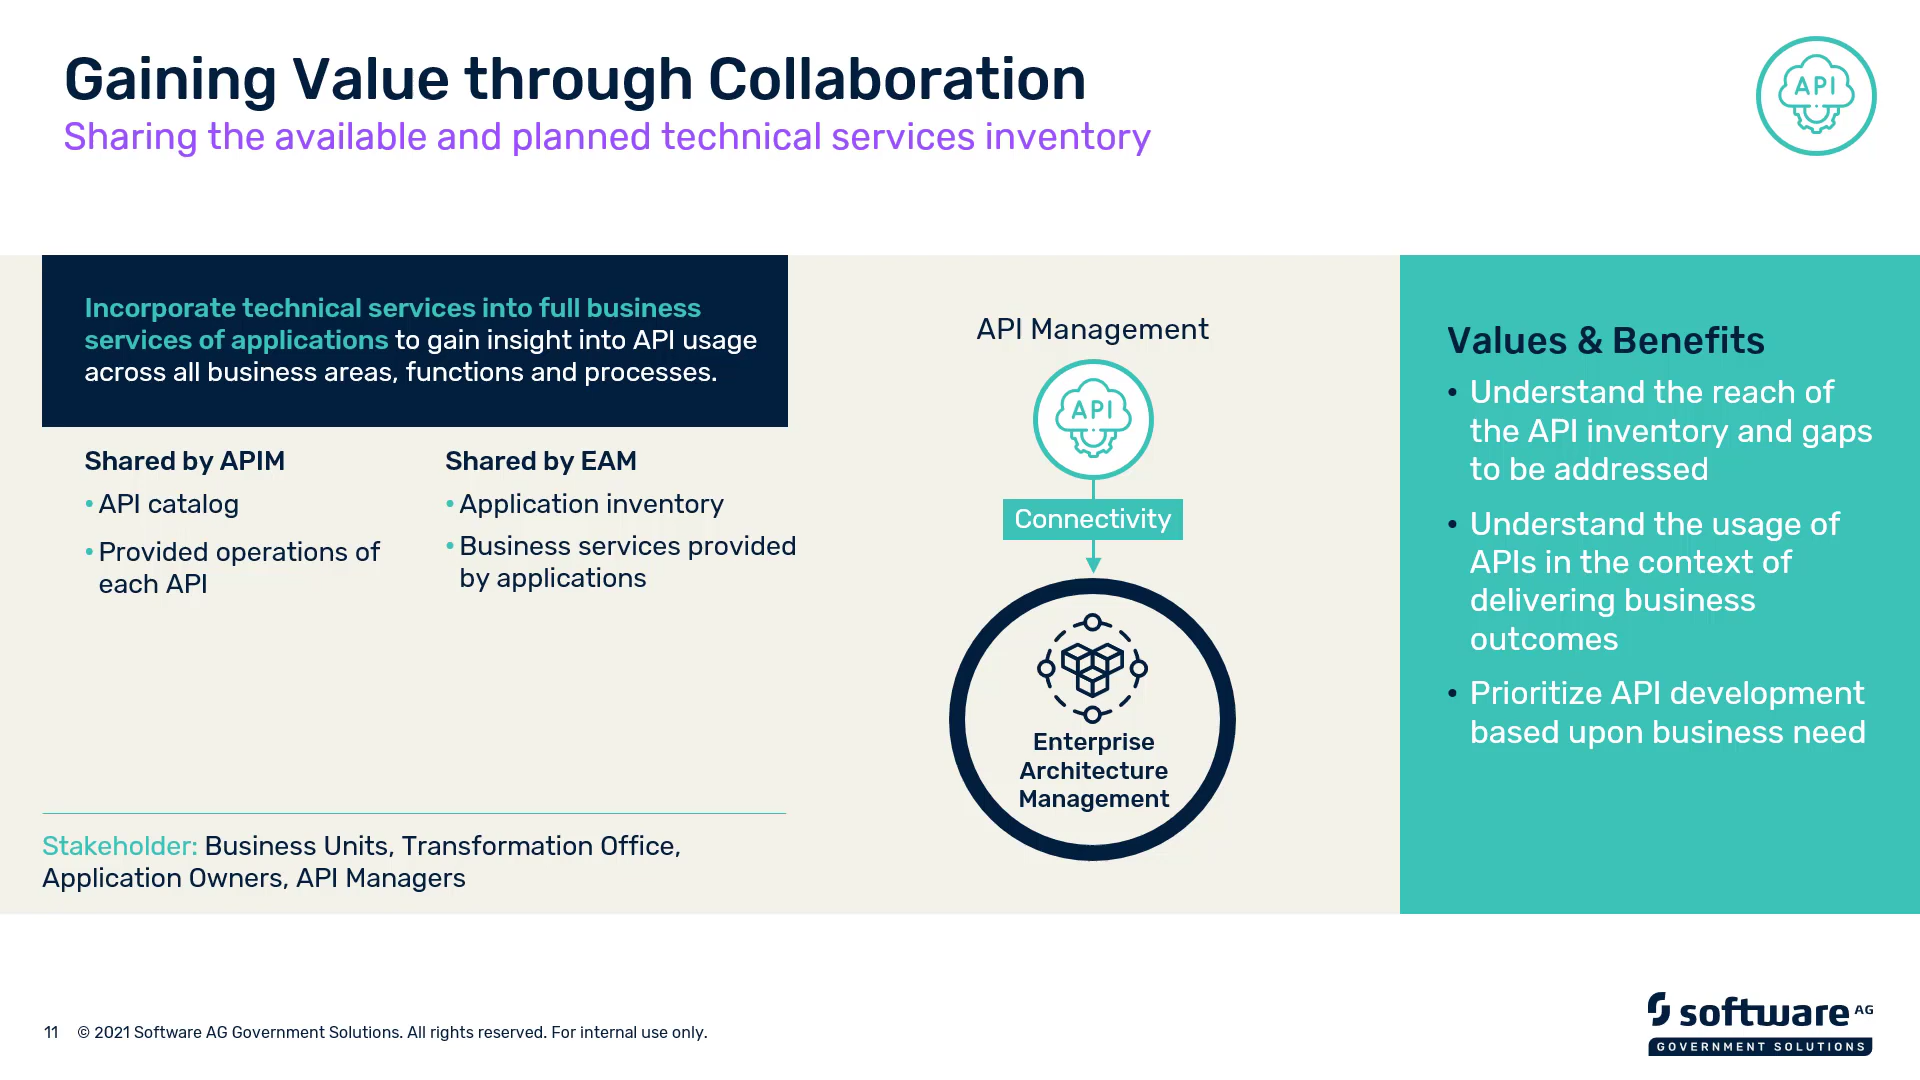 Gaining Value through Collaboration
Sharing the available and planned technical services inventory
API
Incorporate technical services into full business
services of applications to gain insight into API usage
across all business areas, functions and processes.
Shared by APIM
• API catalog
• Provided operations of
each API
Shared by EAM
• Application inventory
• Business services provided
by applications
Stakeholder: Business Units, Transformation Office,
Application Owners, API Managers
API Management
API
Connectivity
Enterprise
Architecture
Management
Values & Benefits
• Understand the reach of
the API inventory and gaps
to be addressed
• Understand the usage of
APIs in the context of
delivering business
outcomes
• Prioritize API development
based upon business need
11 © 2021 Software AG Government Solutions. All rights reserved. For internal use only.
software AG
GOVERNMENT SOLUTIONS